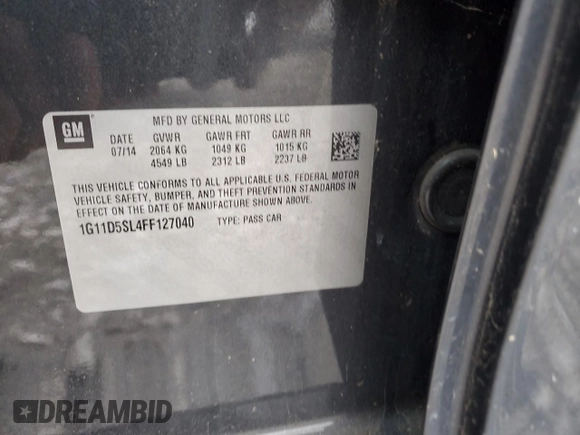 GM
MFD BY GENERAL MOTORS LLC
DATE GVWR GAWR FRT GAWR RR
07/14 2064 KG 1049 KG 1015 KG
4549 LB 2312 LB 2237 LB
THIS VEHICLE CONFORMS TO ALL APPLICABLE U.S. FEDERAL MOTOR
VEHICLE SAFETY, BUMPER, AND THEFT PREVENTION STANDARDS IN
EFFECT ON THE DATE OF MANUFACTURE SHOWN ABOVE.
1G11D5SL4FF127040 TYPE: PASS CAR
DREAMBID